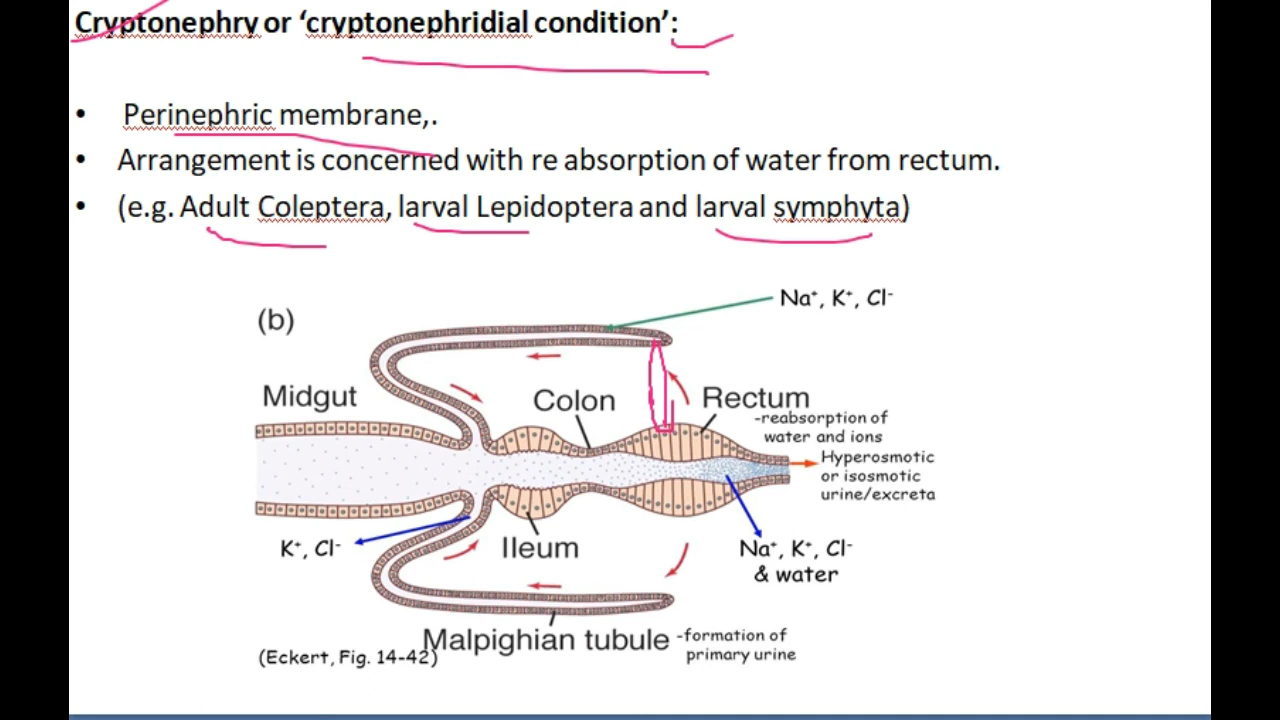 Cryptonephry or ‘cryptonephridial condition’:
• Perinephric membrane,.
• Arrangement is concerned with re absorption of water from rectum.
• (e.g. Adult Coleptera, larval Lepidoptera and larval symphyta)
(b)
Na⁺, K⁺, Cl⁻
Midgut
Colon
Rectum
-reabsorption of
water and ions
Hyperosmotic
or isosmotic
urine/excreta
K⁺, Cl⁻
Ileum
Na⁺, K⁺, Cl⁻
& water
Malpighian tubule
-formation of
primary urine
(Eckert, Fig. 14-42)